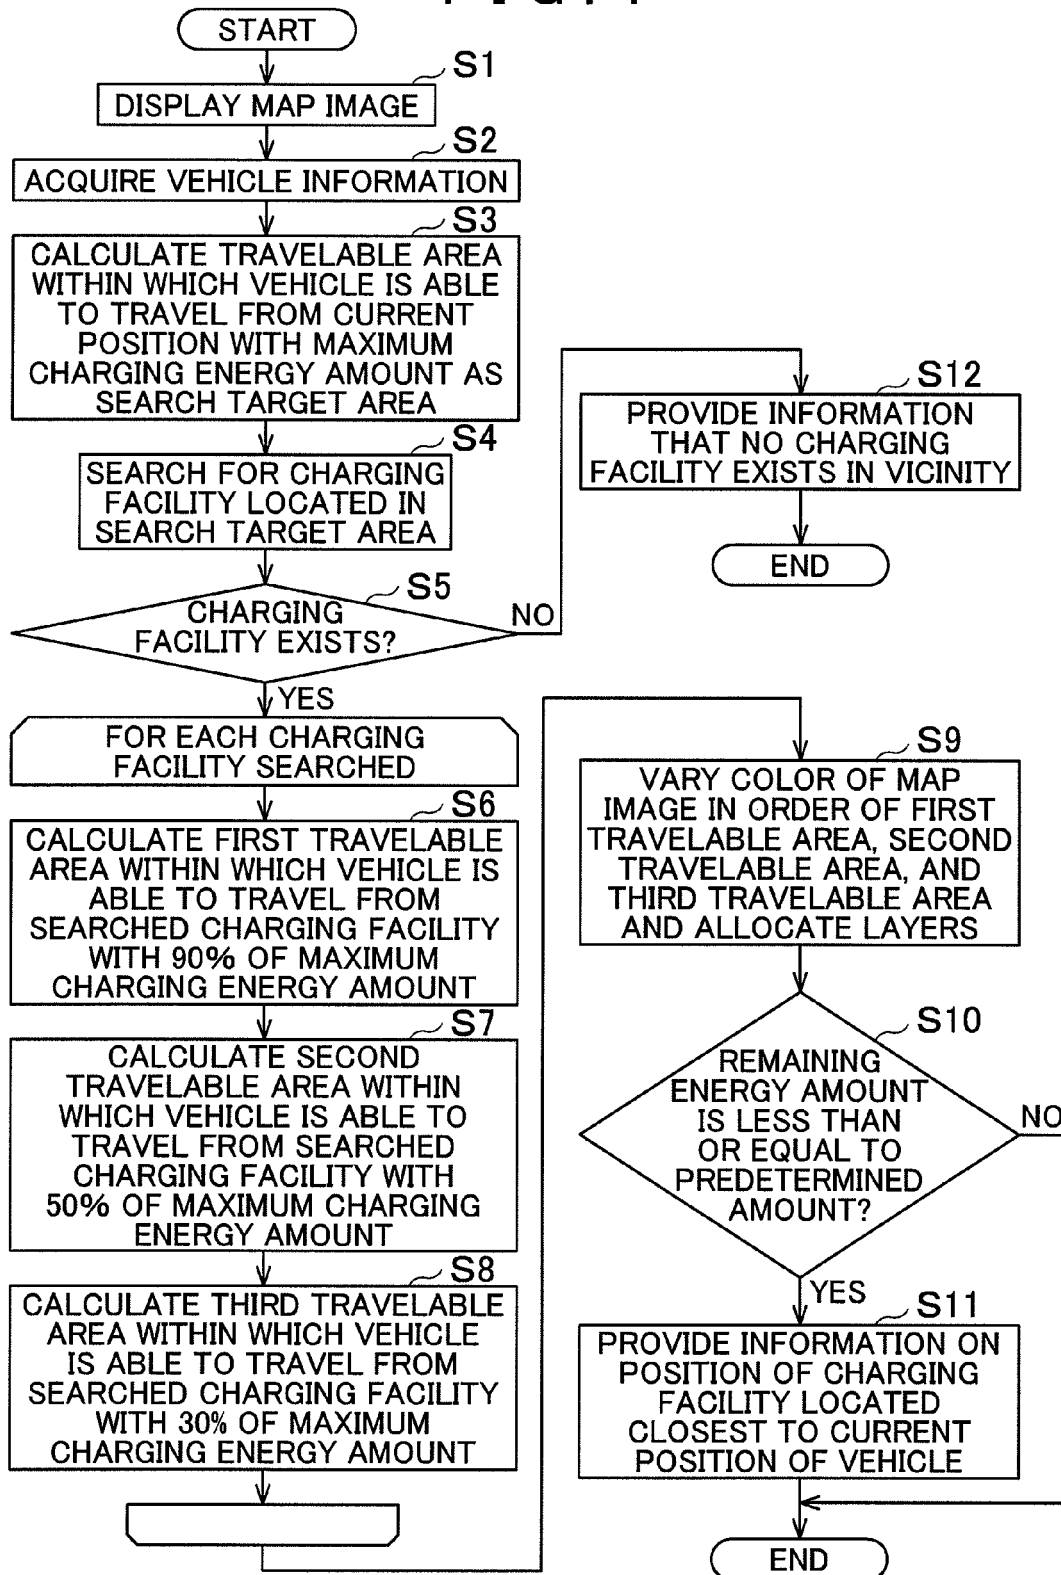 START
S1
DISPLAY MAP IMAGE
S2
ACQUIRE VEHICLE INFORMATION
S3
CALCULATE TRAVELABLE AREA
WITHIN WHICH VEHICLE IS ABLE
TO TRAVEL FROM CURRENT
POSITION WITH MAXIMUM
CHARGING ENERGY AMOUNT AS
SEARCH TARGET AREA
S4
SEARCH FOR CHARGING
FACILITY LOCATED IN
SEARCH TARGET AREA
S5
CHARGING
FACILITY EXISTS?
NO
YES
S12
PROVIDE INFORMATION
THAT NO CHARGING
FACILITY EXISTS IN VICINITY
END
FOR EACH CHARGING
FACILITY SEARCHED
S6
CALCULATE FIRST TRAVELABLE
AREA WITHIN WHICH VEHICLE IS
ABLE TO TRAVEL FROM
SEARCHED CHARGING FACILITY
WITH 90% OF MAXIMUM
CHARGING ENERGY AMOUNT
S7
CALCULATE SECOND
TRAVELABLE AREA WITHIN
WHICH VEHICLE IS ABLE TO
TRAVEL FROM SEARCHED
CHARGING FACILITY WITH
50% OF MAXIMUM CHARGING
ENERGY AMOUNT
S8
CALCULATE THIRD TRAVELABLE
AREA WITHIN WHICH VEHICLE
IS ABLE TO TRAVEL FROM
SEARCHED CHARGING FACILITY
WITH 30% OF MAXIMUM
CHARGING ENERGY AMOUNT
S9
VARY COLOR OF MAP
IMAGE IN ORDER OF FIRST
TRAVELABLE AREA, SECOND
TRAVELABLE AREA, AND
THIRD TRAVELABLE AREA
AND ALLOCATE LAYERS
S10
REMAINING
ENERGY AMOUNT
IS LESS THAN
OR EQUAL TO
PREDETERMINED
AMOUNT?
NO
YES
S11
PROVIDE INFORMATION ON
POSITION OF CHARGING
FACILITY LOCATED
CLOSEST TO CURRENT
POSITION OF VEHICLE
END